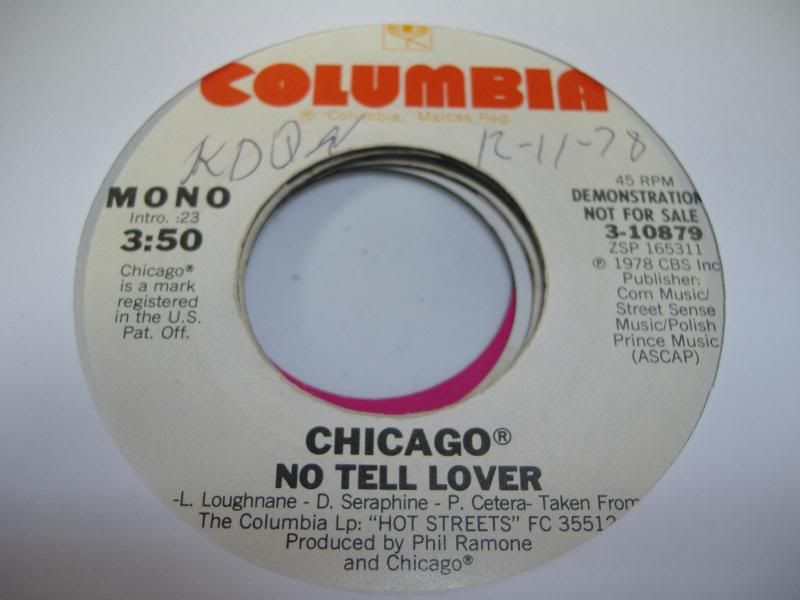 COLUMBIA
® "Columbia," Marcas Reg.
12-11-78
MONO
Intro. :23
3:50
Chicago®
is a mark
registered
in the U.S.
Pat. Off.
45 RPM
DEMONSTRATION
NOT FOR SALE
3-10879
ZSP 165311
℗ 1978 CBS Inc
Publisher:
Com Music/
Street Sense
Music/Polish
Prince Music
(ASCAP)
CHICAGO®
NO TELL LOVER
-L. Loughnane - D. Seraphine - P. Cetera- Taken From
The Columbia Lp: "HOT STREETS" FC 35512
Produced by Phil Ramone
and Chicago®